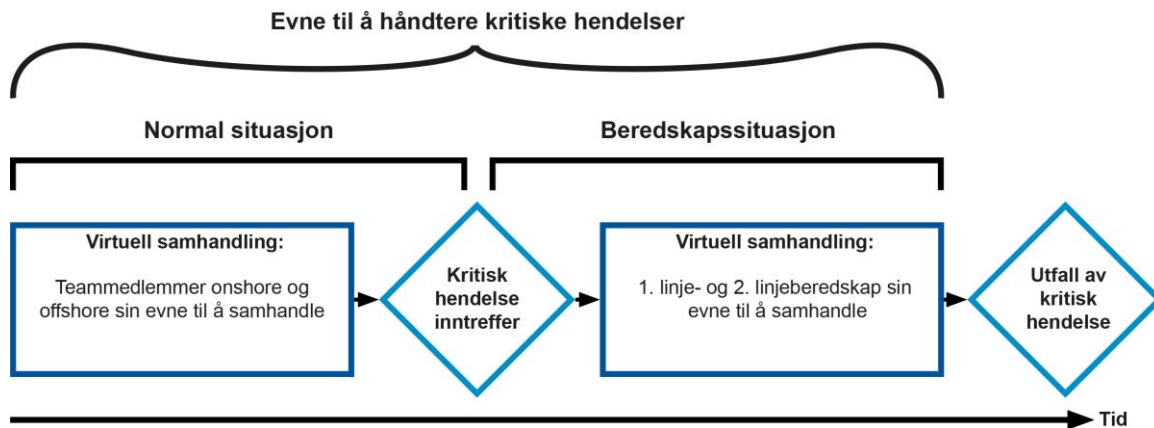 Evne til å håndtere kritiske hendelser
Normal situasjon
Beredskapssituasjon
Virtuell samhandling:
Teammedlemmer onshore og
offshore sin evne til å samhandle
Kritisk
hendelse
inntreffer
Virtuell samhandling:
1. linje- og 2. linjeberedskap sin
evne til å samhandle
Utfall av
kritisk
hendelse
Tid